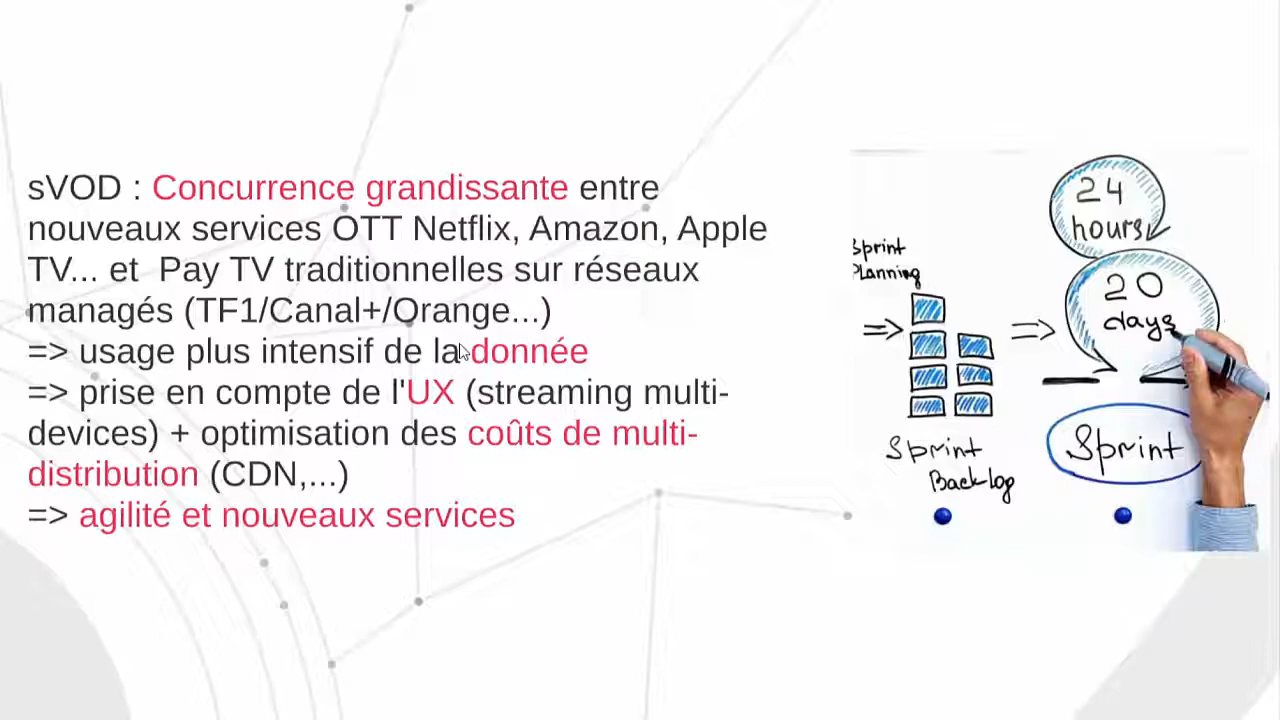 sVOD : Concurrence grandissante entre
nouveaux services OTT Netflix, Amazon, Apple
TV... et  Pay TV traditionnelles sur réseaux
managés (TF1/Canal+/Orange...)
=> usage plus intensif de la donnée
=> prise en compte de l'UX (streaming multi-
devices) + optimisation des coûts de multi-
distribution (CDN,...)
=> agilité et nouveaux services
24
hours
Sprint
Planning
20
days
Sprint
Backlog
Sprint